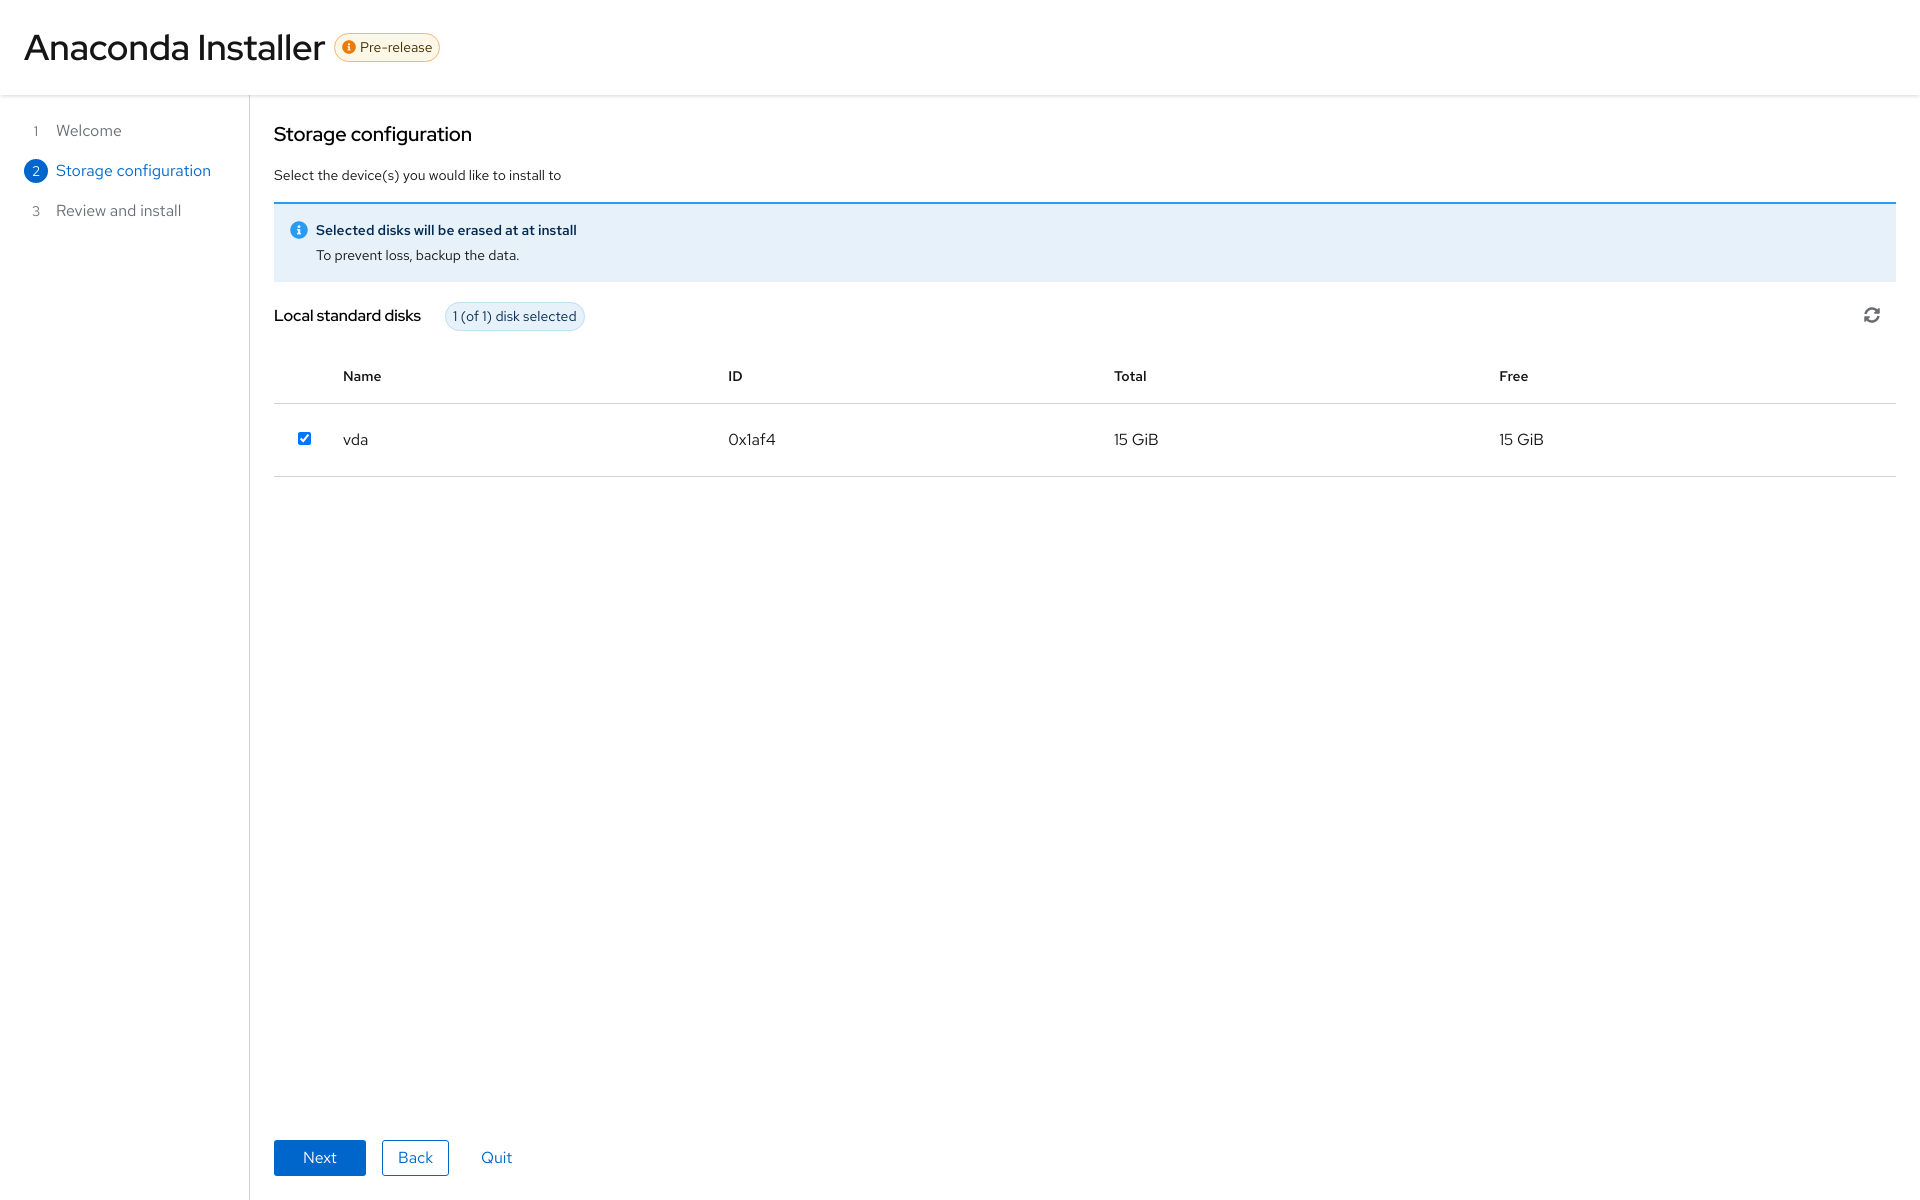 Anaconda Installer Pre-release
1 Welcome
2 Storage configuration
3 Review and install
Storage configuration
Select the device(s) you would like to install to
Selected disks will be erased at at install
To prevent loss, backup the data.
Local standard disks 1 (of 1) disk selected
Name ID Total Free
vda 0x1af4 15 GiB 15 GiB
Next Back Quit